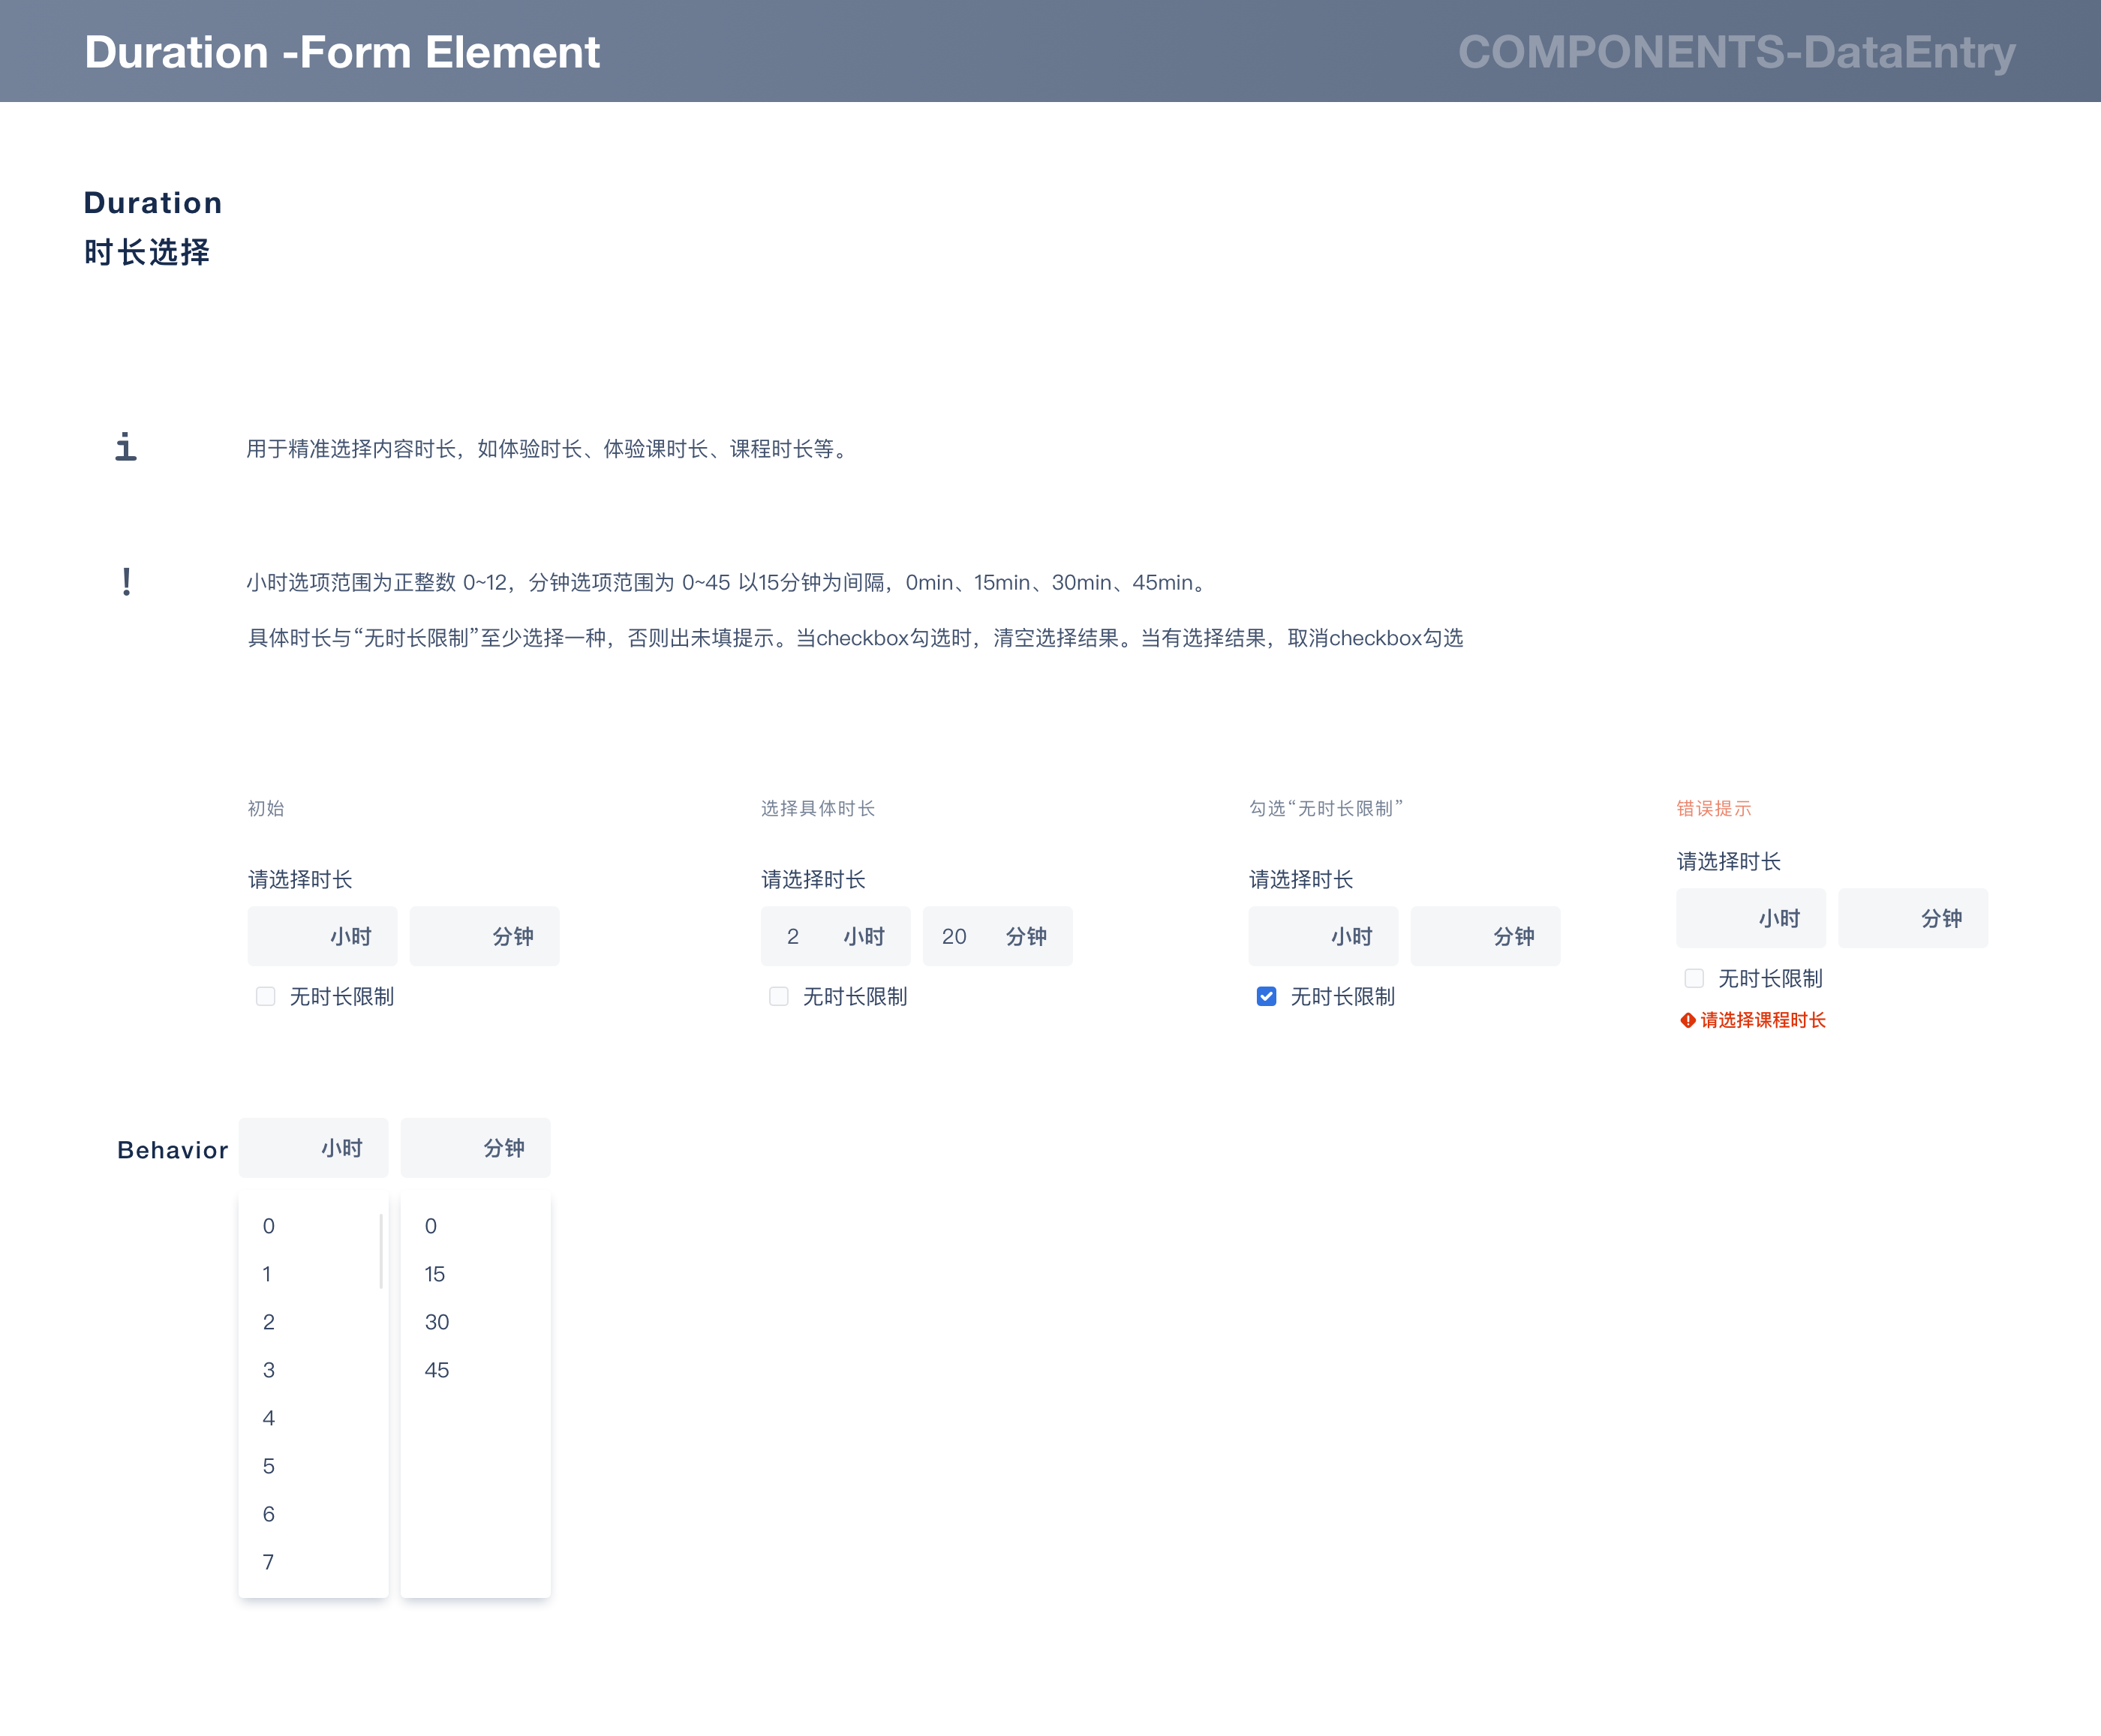 Duration -Form Element
COMPONENTS-DataEntry
Duration
时长选择
i
用于精准选择内容时长，如体验时长、体验课时长、课程时长等。
!
小时选项范围为正整数 0~12，分钟选项范围为 0~45 以15分钟为间隔，0min、15min、30min、45min。
具体时长与“无时长限制”至少选择一种，否则出未填提示。当checkbox勾选时，清空选择结果。当有选择结果，取消checkbox勾选
初始
请选择时长
小时 分钟
无时长限制
选择具体时长
请选择时长
2 小时 20 分钟
无时长限制
勾选“无时长限制”
请选择时长
小时 分钟
无时长限制
错误提示
请选择时长
小时 分钟
无时长限制
请选择课程时长
Behavior
小时 分钟
0
1
2
3
4
5
6
7
0
15
30
45